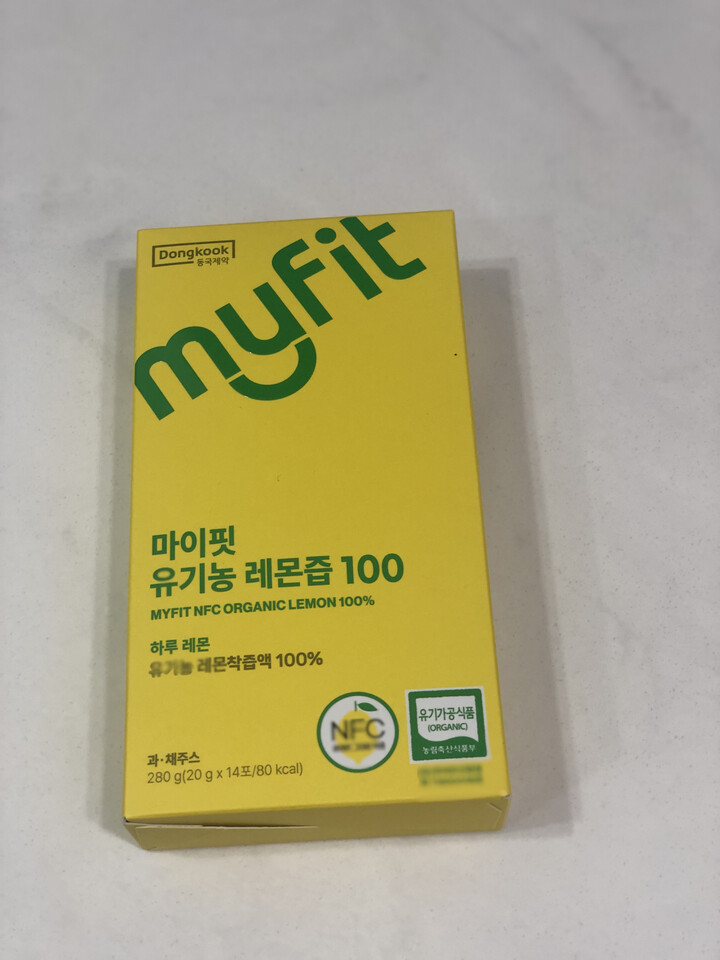 Dongkook
동국제약
myfit
마이핏
유기농 레몬즙 100
MYFIT NFC ORGANIC LEMON 100%
하루 레몬
유기농 레몬착즙액 100%
NFC
유기가공식품
(ORGANIC)
농림축산식품부
과·채주스
280 g(20 g x 14포/80 kcal)